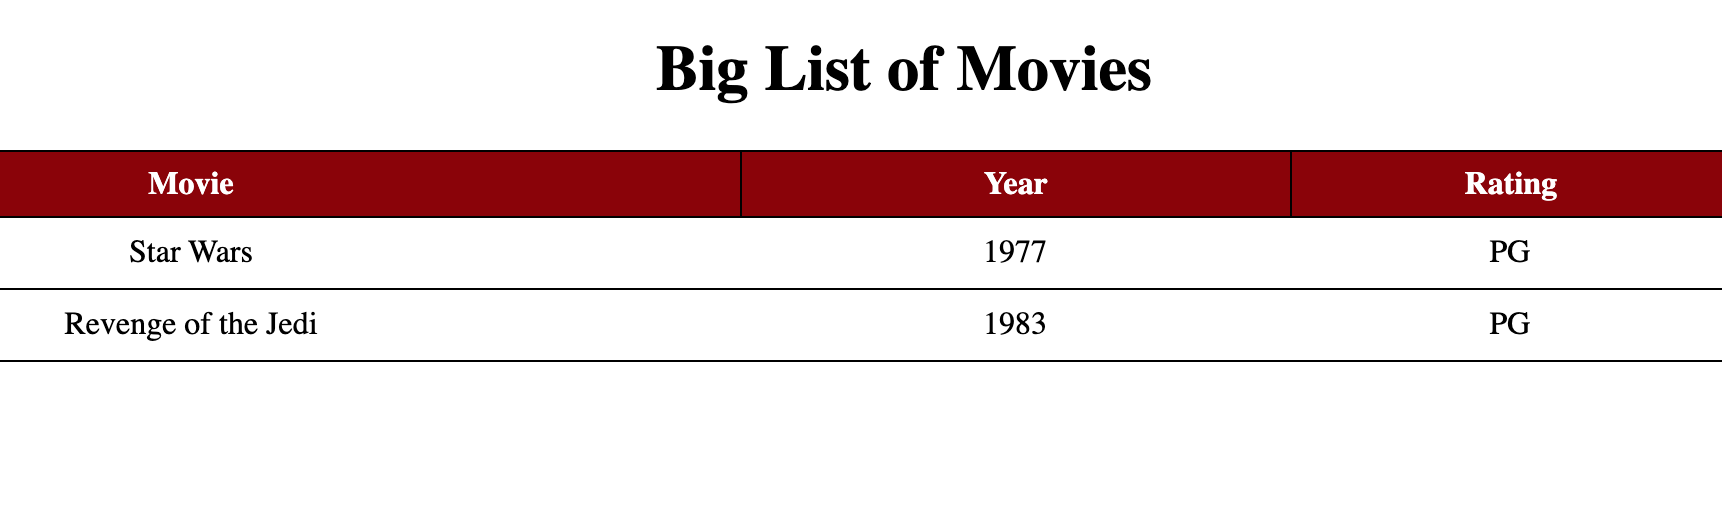 Big List of Movies
Movie Year Rating
Star Wars 1977 PG
Revenge of the Jedi 1983 PG